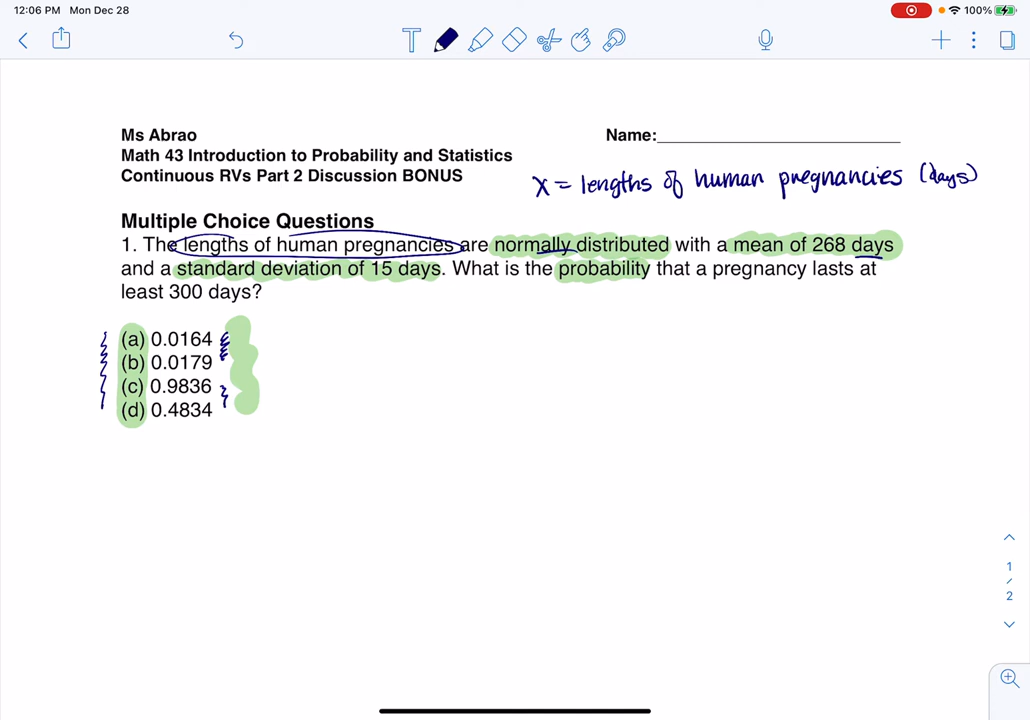 12:06 PM Mon Dec 28
100%
T
Ms Abrao
Name:
Math 43 Introduction to Probability and Statistics
Continuous RVs Part 2 Discussion BONUS
x = lengths of human pregnancies (days)
Multiple Choice Questions
1. The lengths of human pregnancies are normally distributed with a mean of 268 days
and a standard deviation of 15 days. What is the probability that a pregnancy lasts at
least 300 days?
(a) 0.0164
(b) 0.0179
(c) 0.9836
(d) 0.4834
1
/
2